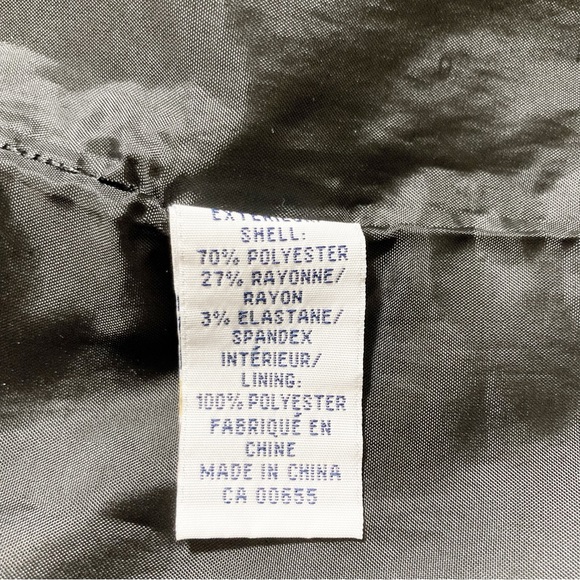 SHELL:
70% POLYESTER
27% RAYONNE/
RAYON
3% ELASTANE/
SPANDEX
INTÉRIEUR/
LINING:
100% POLYESTER
FABRIQUÉ EN
CHINE
MADE IN CHINA
CA 00655